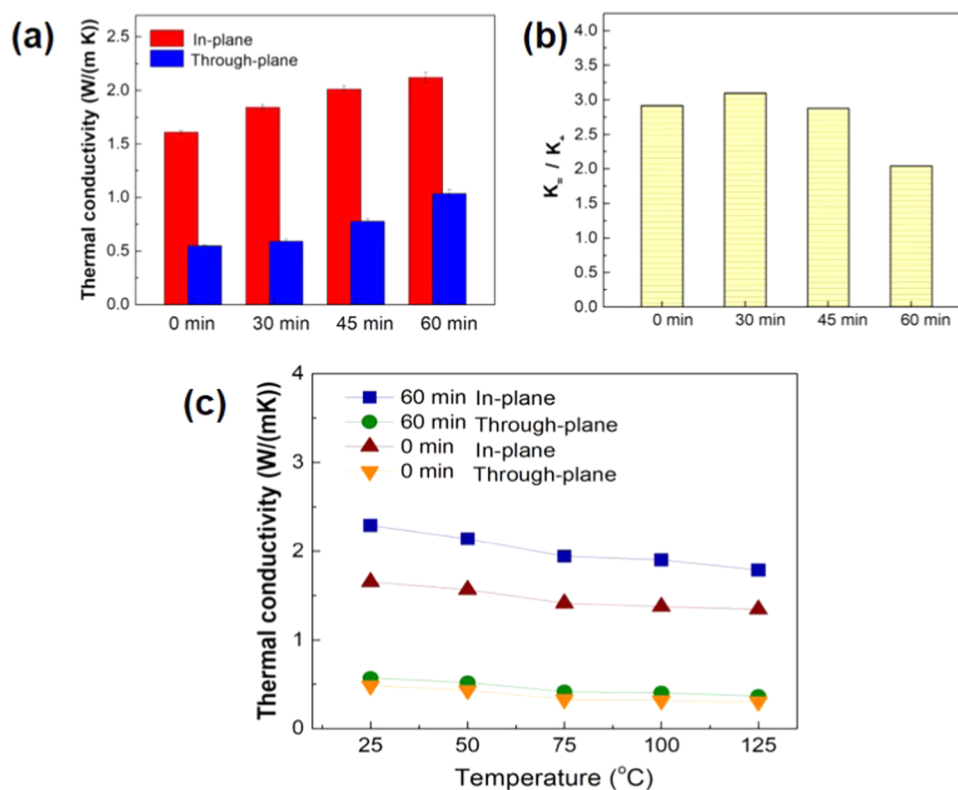 (a)
Thermal conductivity (W/(m K))
2.5
2.0
1.5
1.0
0.5
0.0
In-plane
Through-plane
0 min 30 min 45 min 60 min
(b)
K= / K
4.0
3.5
3.0
2.5
2.0
1.5
1.0
0.5
0.0
0 min 30 min 45 min 60 min
(c)
Thermal conductivity (W/(mK))
4
3
2
1
0
60 min In-plane
60 min Through-plane
0 min In-plane
0 min Through-plane
25 50 75 100 125
Temperature (°C)